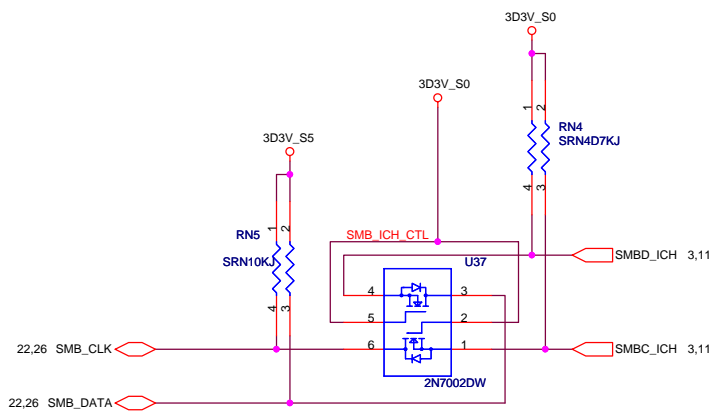 3D3V_S0
3D3V_S0
1
2
RN4
SRN4D7KJ
4
3
3D3V_S5
1
2
RN5
SRN10KJ
4
3
SMB_ICH_CTL
U37
SMBD_ICH 3,11
4
3
5
2
6
1
22,26 SMB_CLK
SMBC_ICH 3,11
2N7002DW
22,26 SMB_DATA